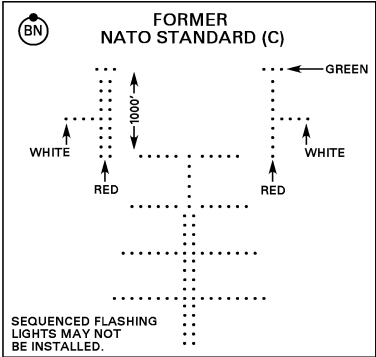 BN
FORMER
NATO STANDARD (C)
GREEN
1000'
WHITE
WHITE
RED
RED
SEQUENCED FLASHING
LIGHTS MAY NOT
BE INSTALLED.